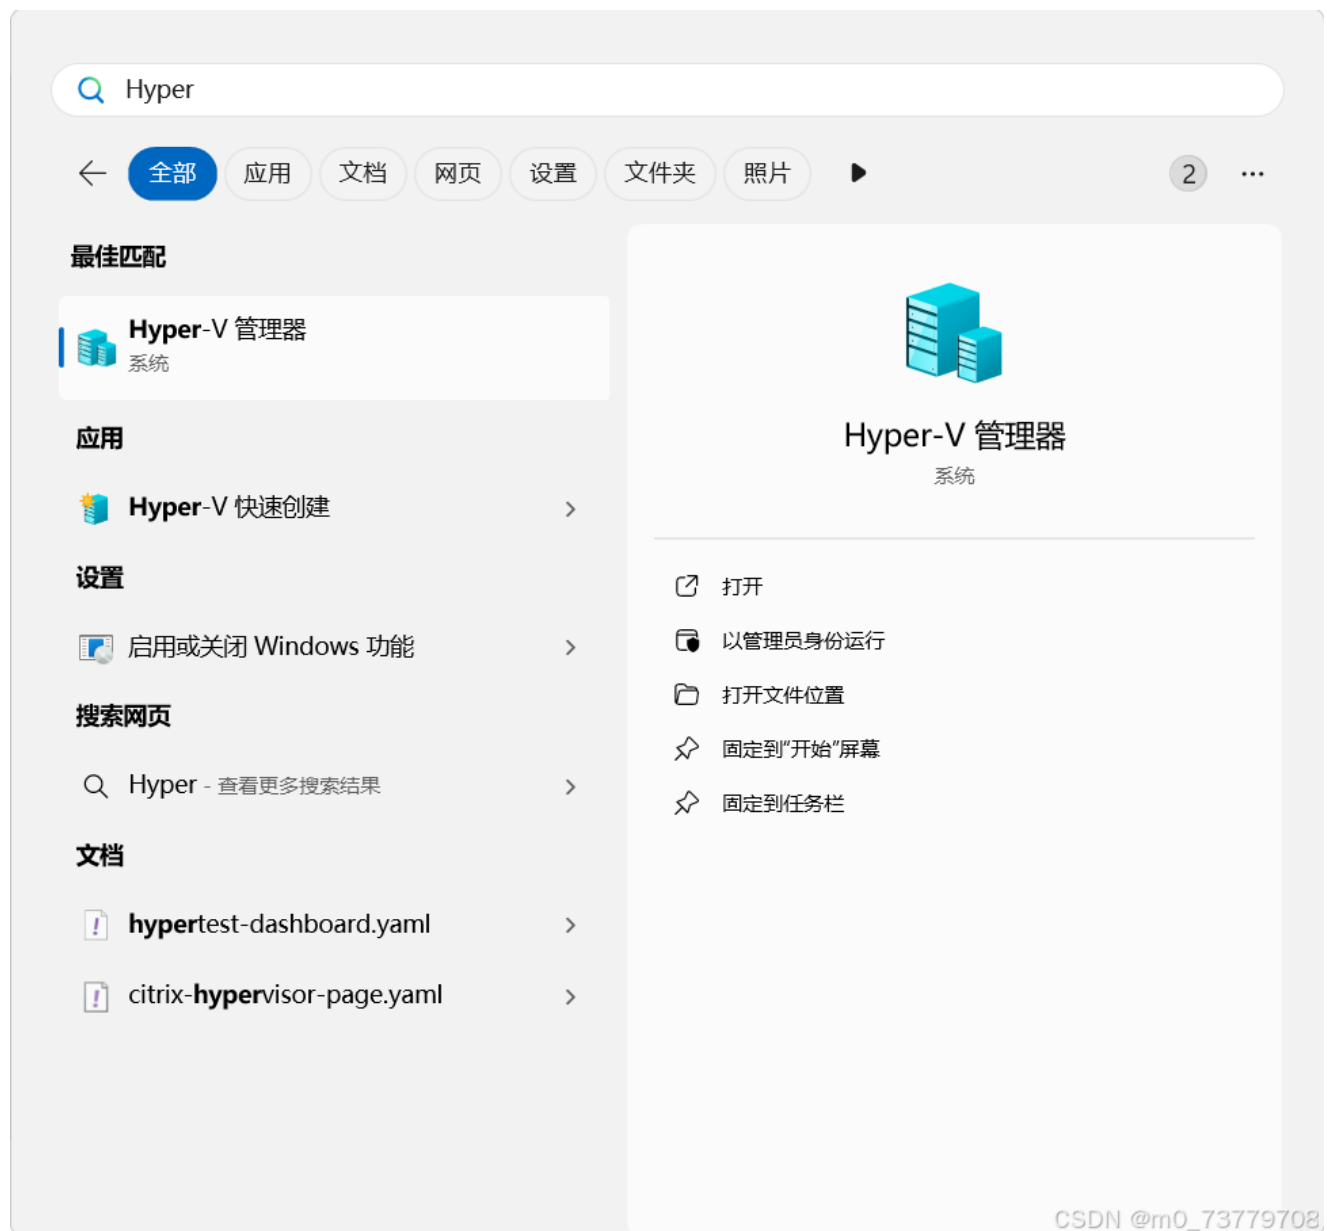 Hyper
全部 应用 文档 网页 设置 文件夹 照片 2 ...
最佳匹配
Hyper-V 管理器
系统
应用
Hyper-V 快速创建
设置
启用或关闭 Windows 功能
搜索网页
Hyper - 查看更多搜索结果
文档
hypertest-dashboard.yaml
citrix-hypervisor-page.yaml
Hyper-V 管理器
系统
打开
以管理员身份运行
打开文件位置
固定到"开始"屏幕
固定到任务栏
CSDN @m0_73779708